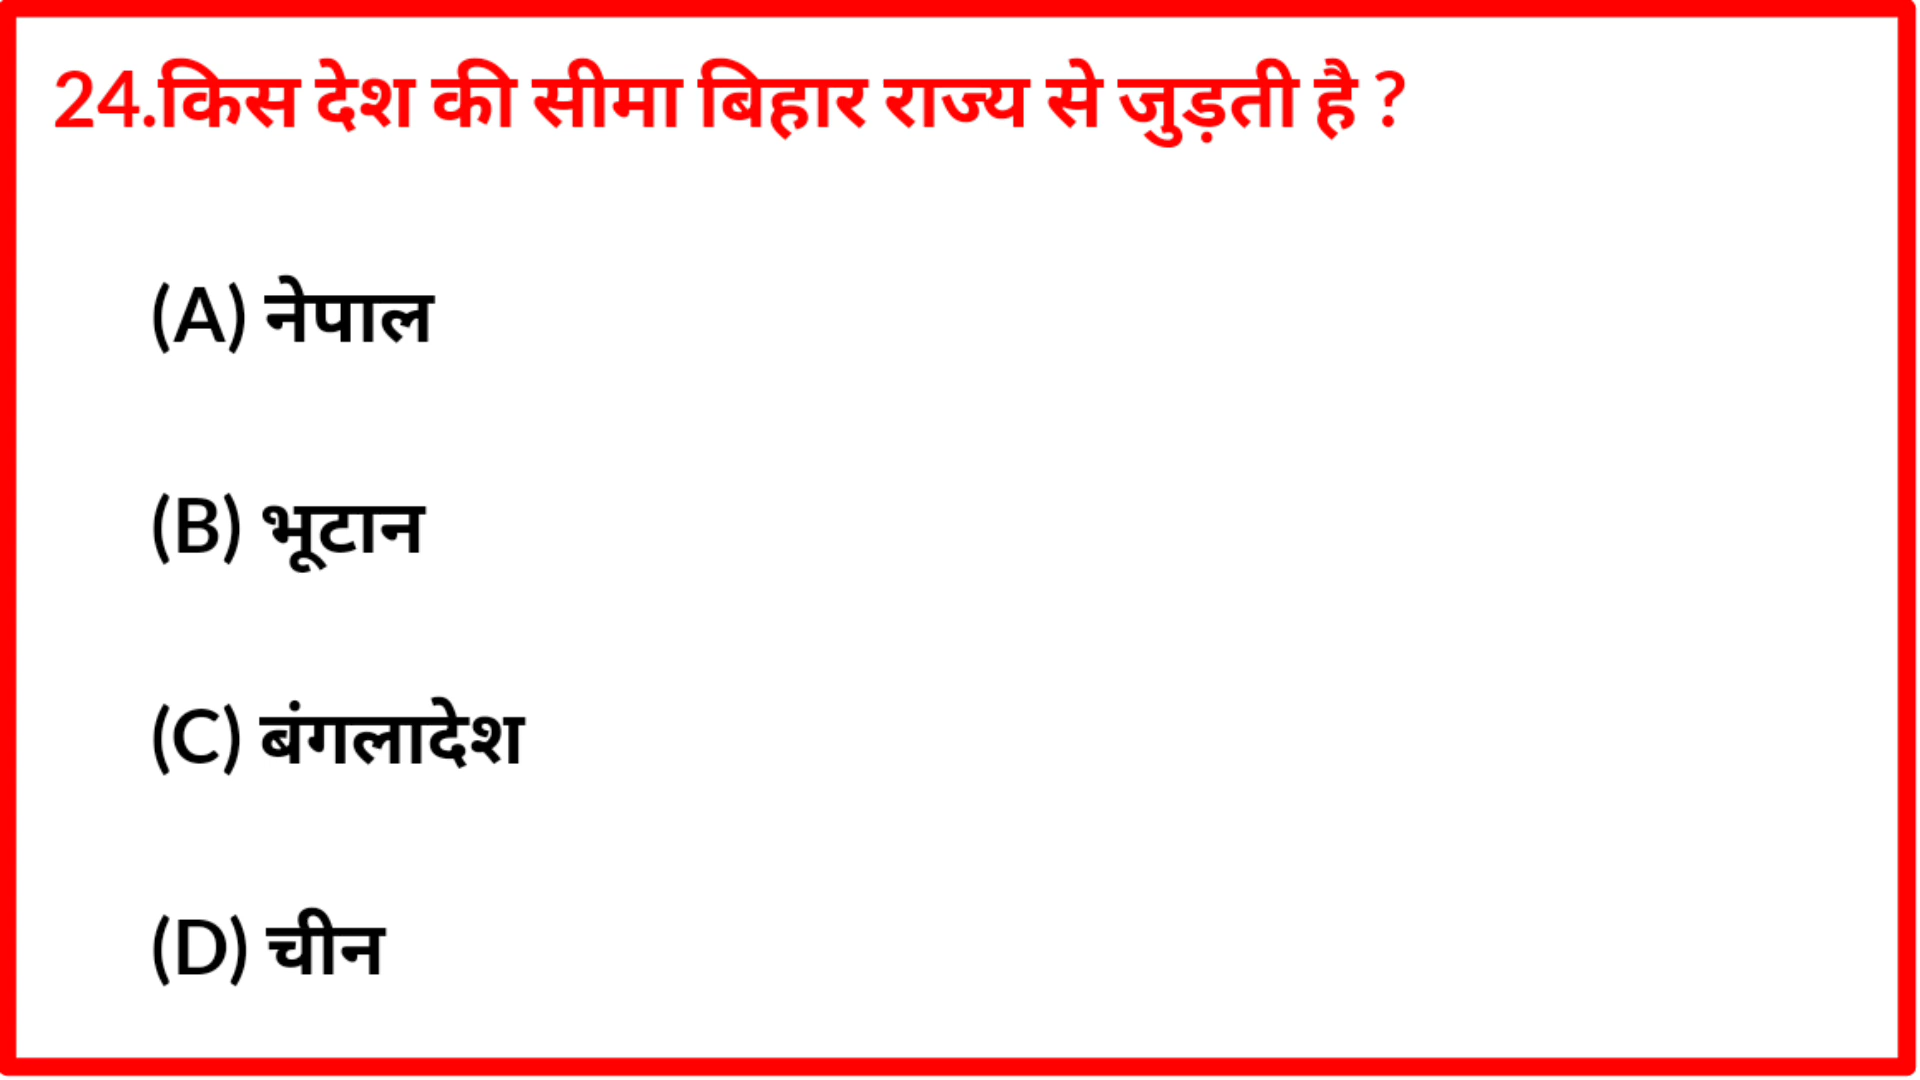 24.किस देश की सीमा बिहार राज्य से जुड़ती है ?
(A) नेपाल
(B) भूटान
(C) बंगलादेश
(D) चीन